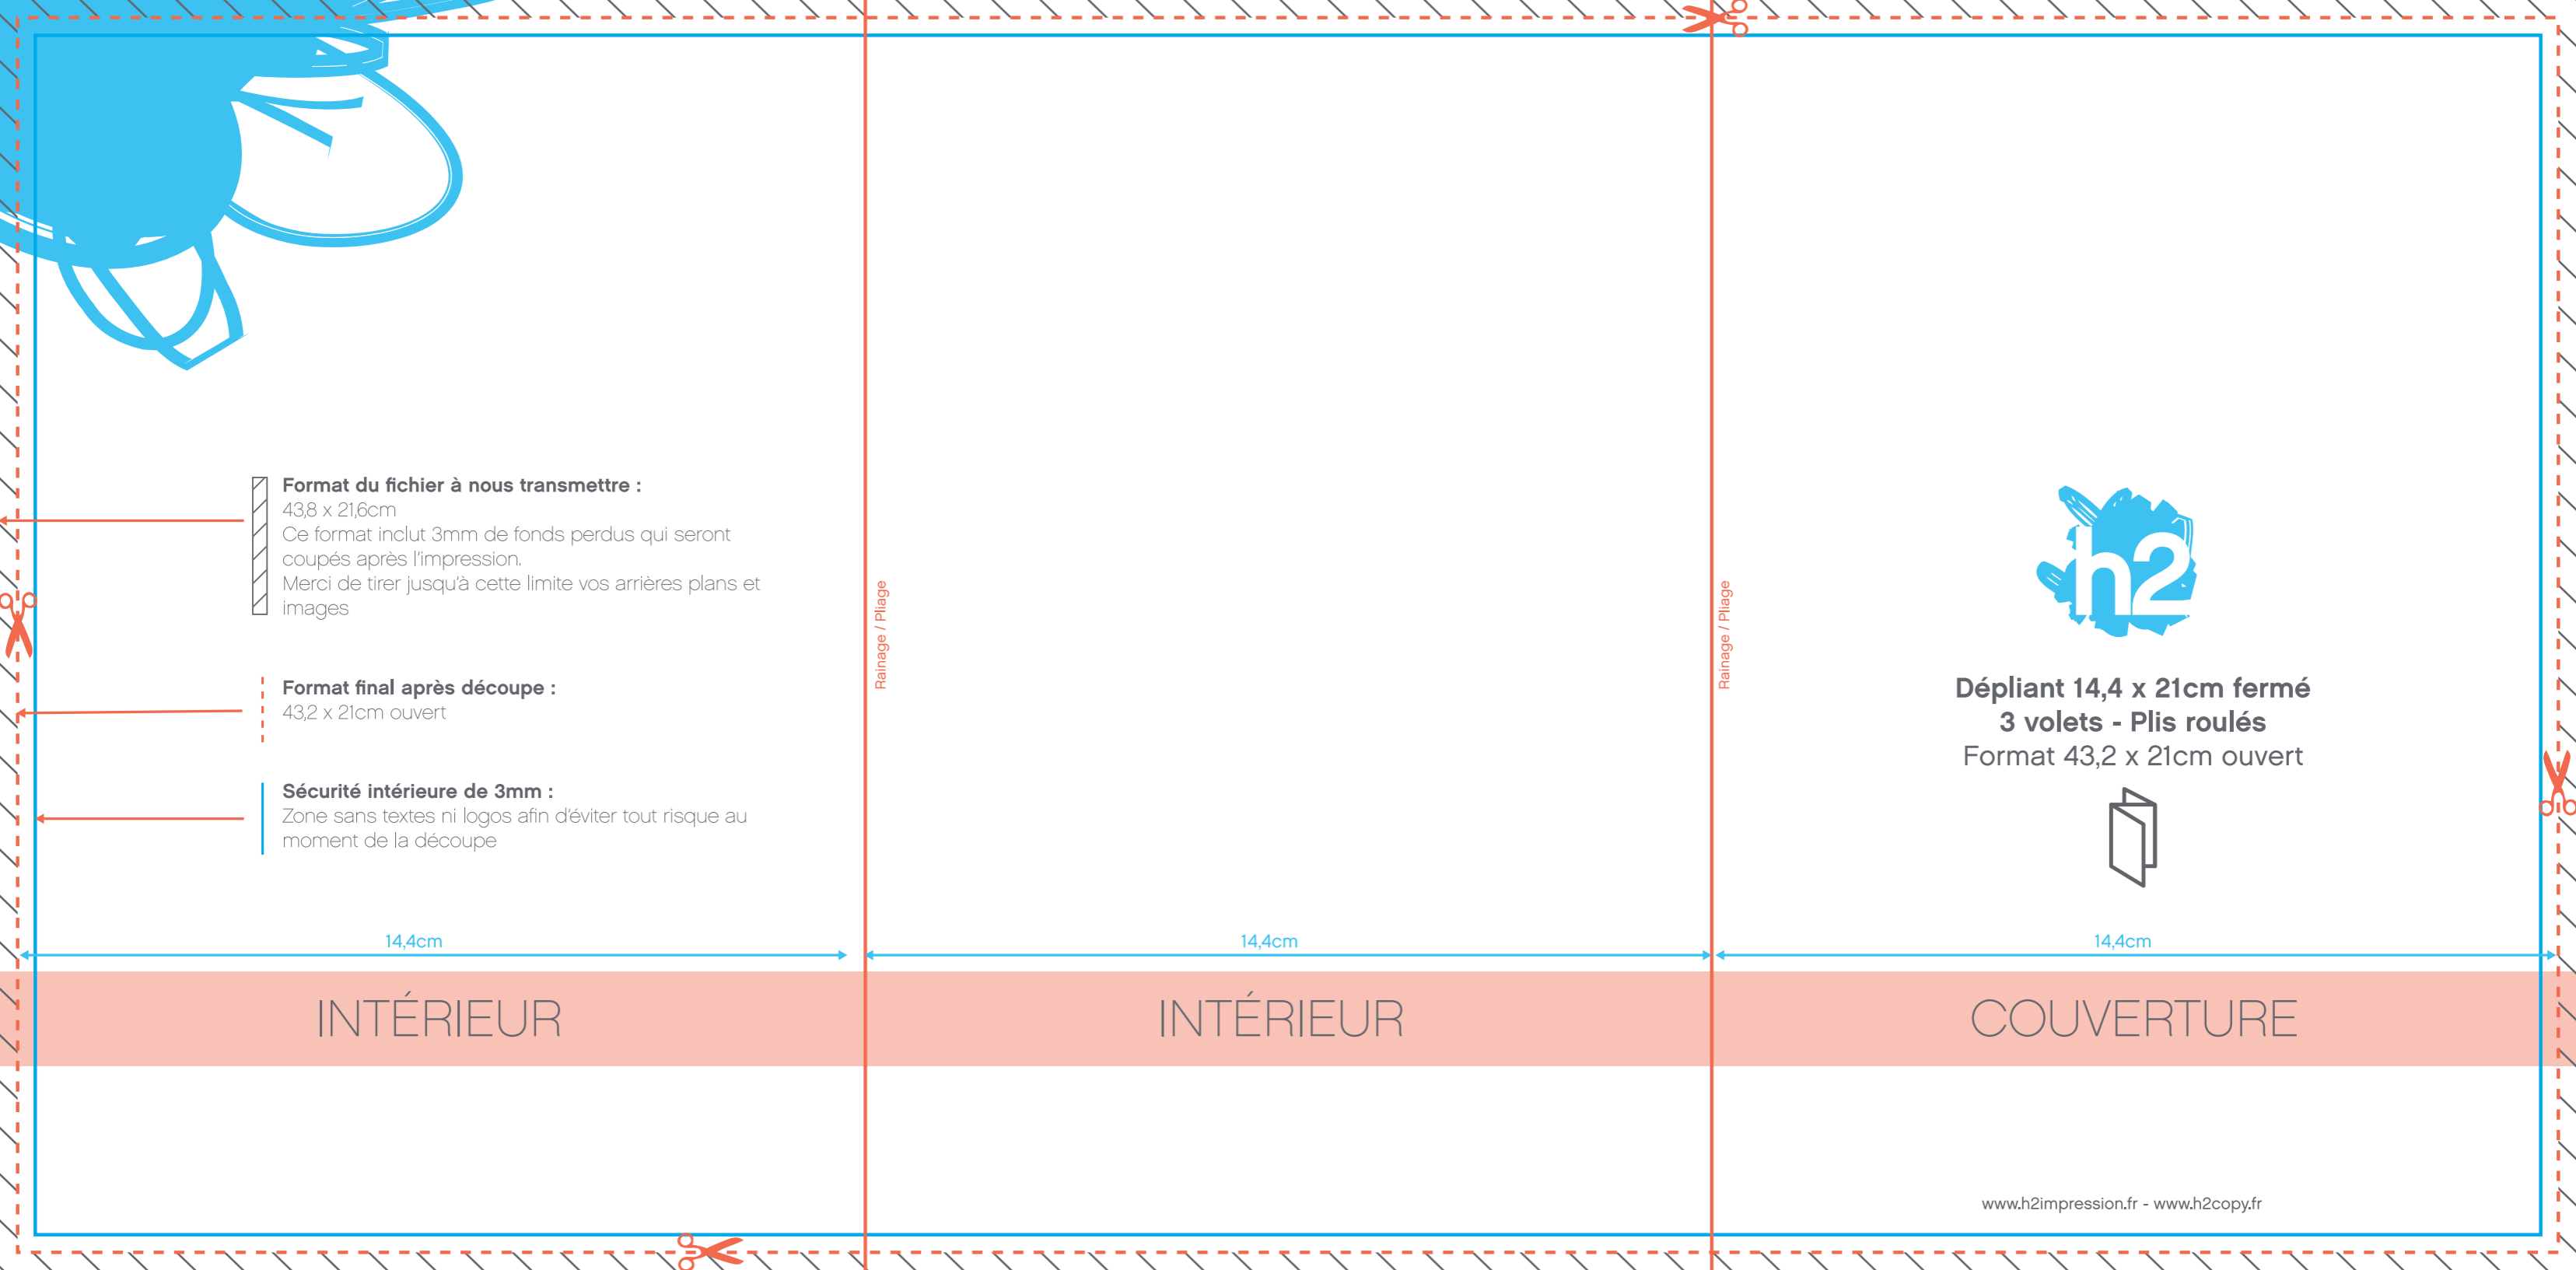 Format du fichier à nous transmettre :
43,8 x 21,6cm
Ce format inclut 3mm de fonds perdus qui seront
coupés après l'impression.
Merci de tirer jusqu'à cette limite vos arrières plans et
images
Format final après découpe :
43,2 x 21cm ouvert
Sécurité intérieure de 3mm :
Zone sans textes ni logos afin d'éviter tout risque au
moment de la découpe
14,4cm
INTÉRIEUR
Rainage / Pliage
14,4cm
INTÉRIEUR
Rainage / Pliage
h2
Dépliant 14,4 x 21cm fermé
3 volets - Plis roulés
Format 43,2 x 21cm ouvert
14,4cm
COUVERTURE
www.h2impression.fr - www.h2copy.fr